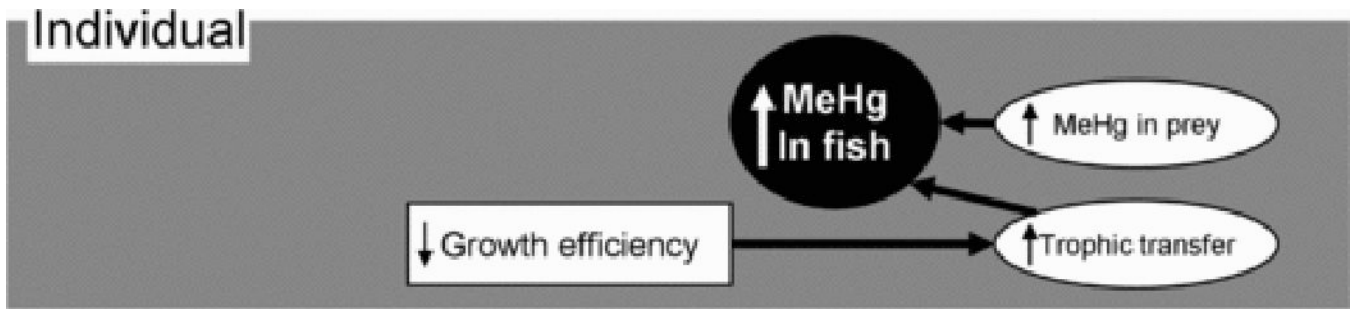 Individual
↑ MeHg
In fish
↑ MeHg in prey
↓ Growth efficiency
↑ Trophic transfer